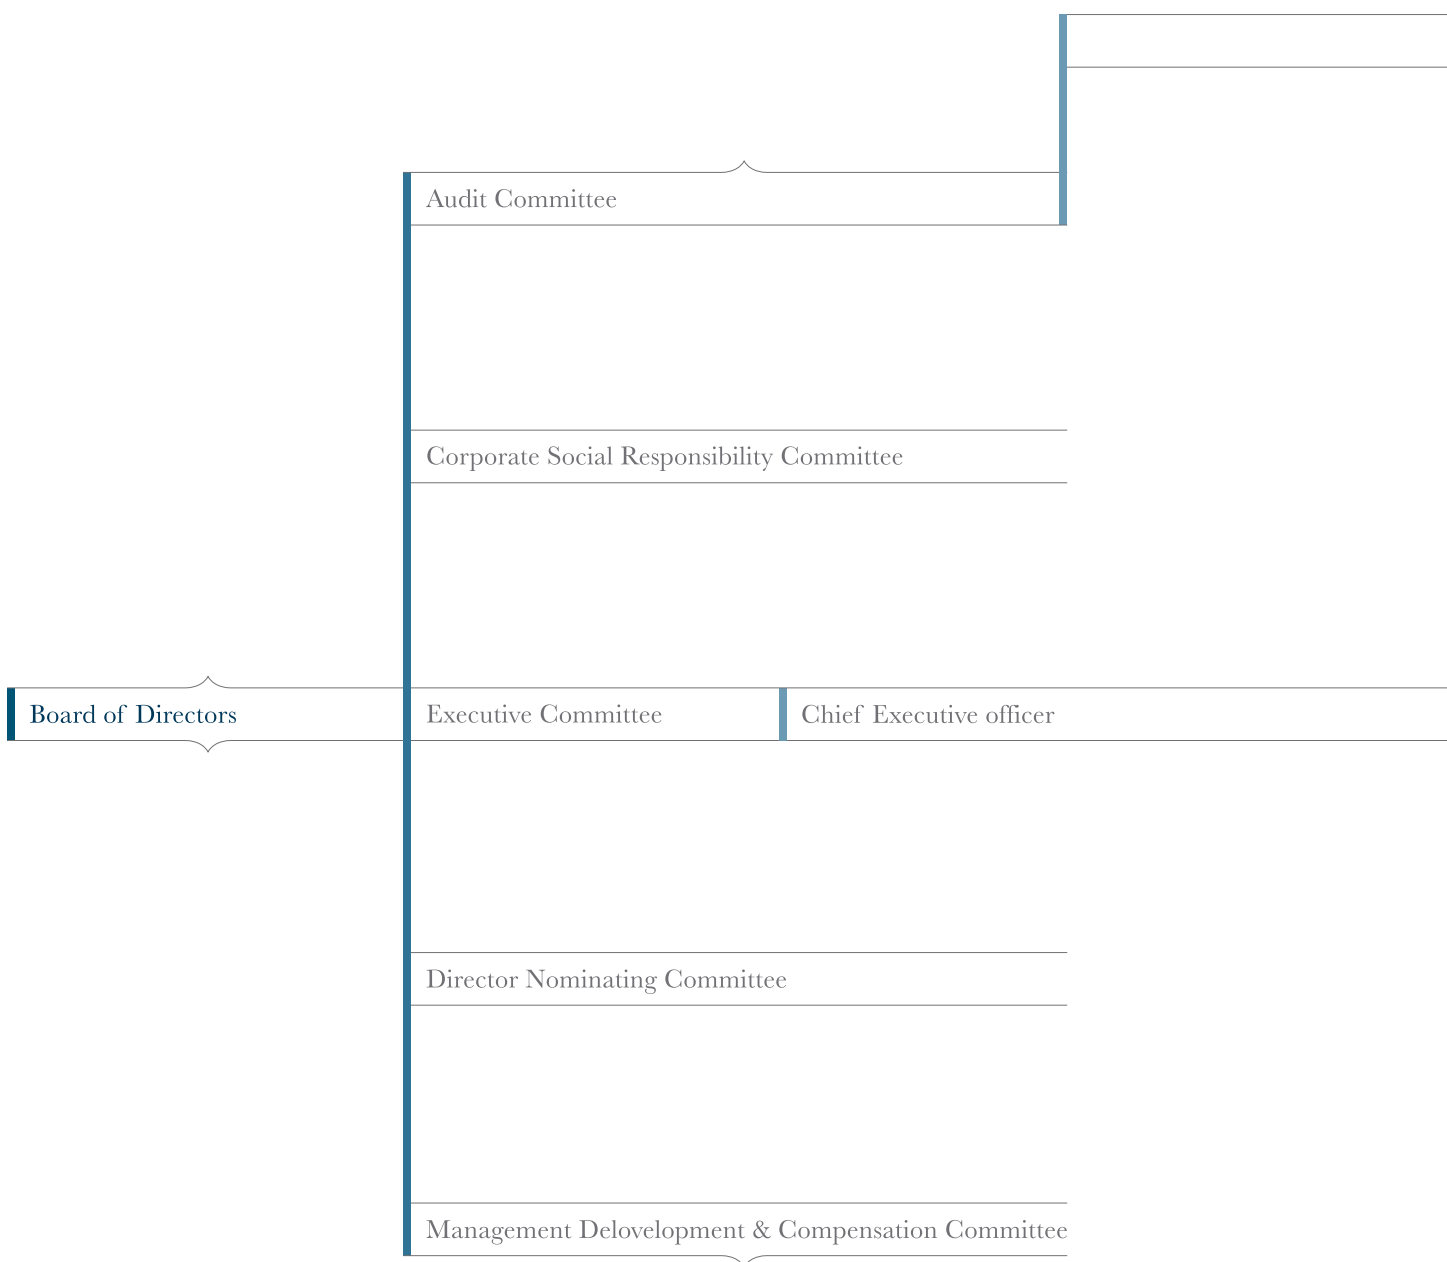 Audit Committee
Corporate Social Responsibility Committee
Board of Directors
Executive Committee
Chief Executive officer
Director Nominating Committee
Management Delovelopment & Compensation Committee